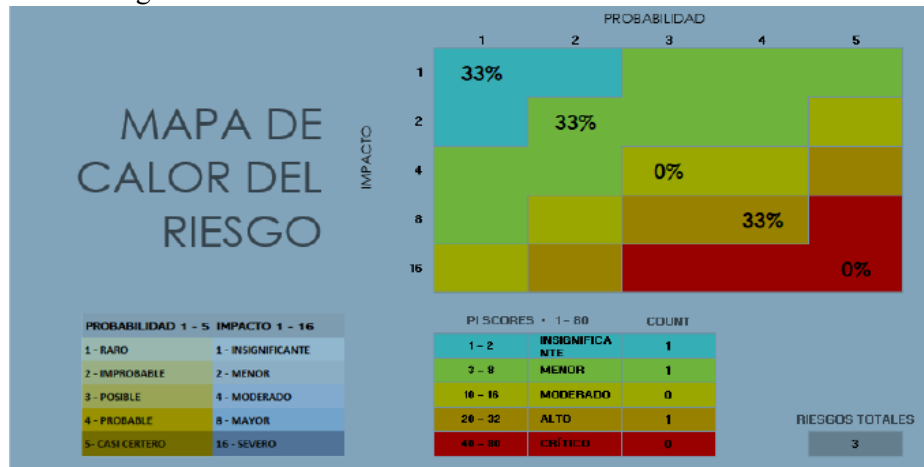 PROBABILIDAD
1 2 3 4 5
MAPA DE
CALOR DEL
RIESGO
IMPACTO
1 33%
2 33%
4 0%
8 33%
16 0%
PROBABILIDAD 1 - 5 IMPACTO 1 - 16
1 - RARO 1 - INSIGNIFICANTE
2 - IMPROBABLE 2 - MENOR
3 - POSIBLE 4 - MODERADO
4 - PROBABLE 8 - MAYOR
5- CASI CERTERO 16 - SEVERO
PI SCORES • 1- 80 COUNT
1 - 2 INSIGNIFICA
NTE 1
3 - 8 MENOR 1
10 - 16 MODERADO 0
20 - 32 ALTO 1
40 - 80 CRÍTICO 0
RIESGOS TOTALES
3